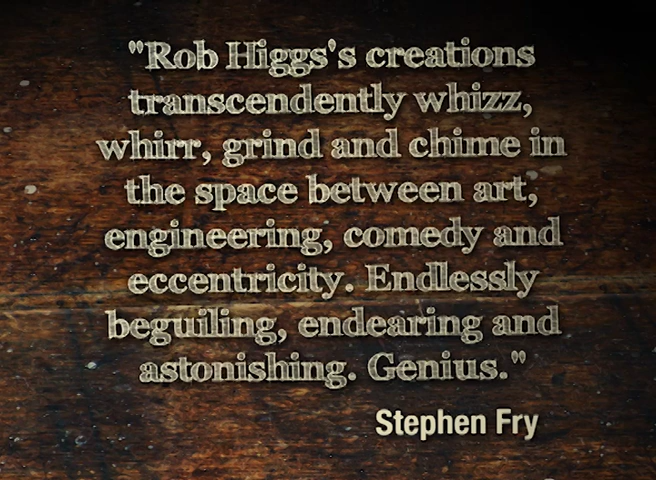 "Rob Higgs's creations
transcendently whizz,
whirr, grind and chime in
the space between art,
engineering, comedy and
eccentricity. Endlessly
beguiling, endearing and
astonishing. Genius."
Stephen Fry